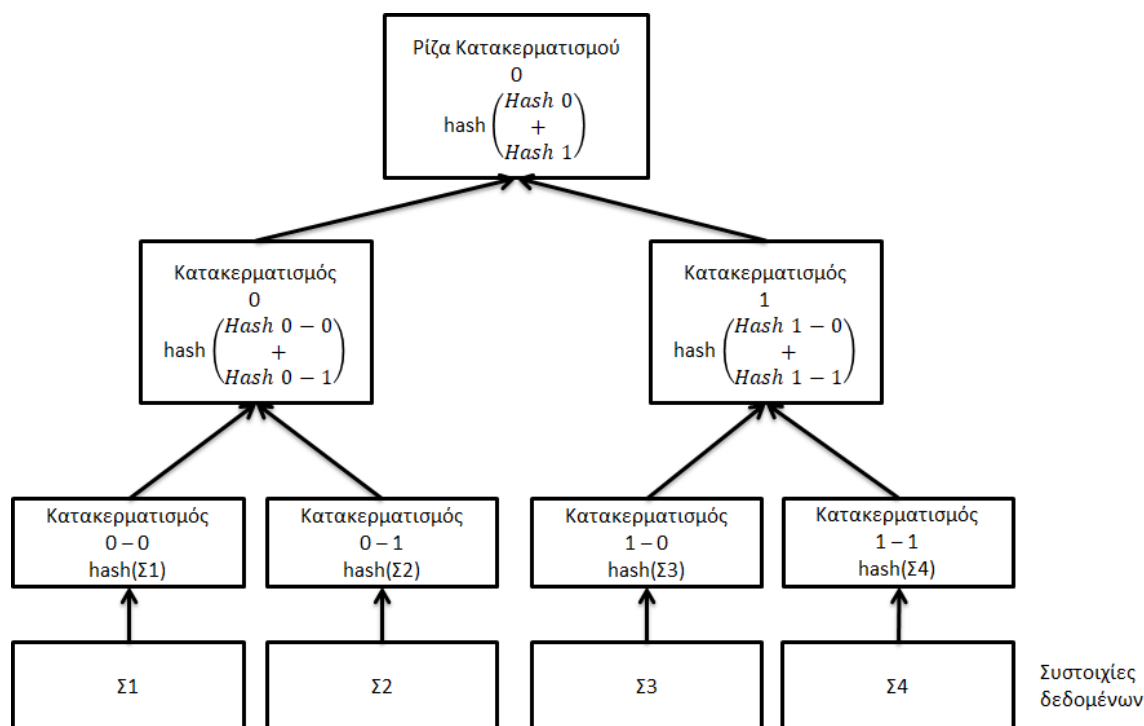 Ρίζα Κατακερματισμού
0
hash (Hash 0
+
Hash 1)
Κατακερματισμός
0
hash (Hash 0 − 0
+
Hash 0 − 1)
Κατακερματισμός
1
hash (Hash 1 − 0
+
Hash 1 − 1)
Κατακερματισμός
0 – 0
hash(Σ1)
Κατακερματισμός
0 – 1
hash(Σ2)
Κατακερματισμός
1 – 0
hash(Σ3)
Κατακερματισμός
1 – 1
hash(Σ4)
Σ1
Σ2
Σ3
Σ4
Συστοιχίες
δεδομένων